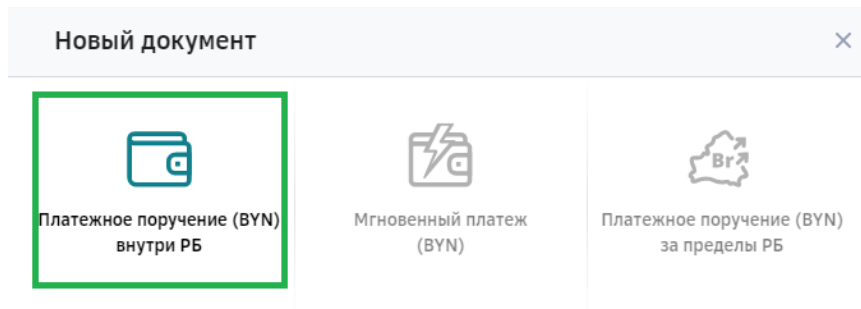 Новый документ
Платежное поручение (BYN)
внутри РБ
Мгновенный платеж
(BYN)
Br
Платежное поручение (BYN)
за пределы РБ